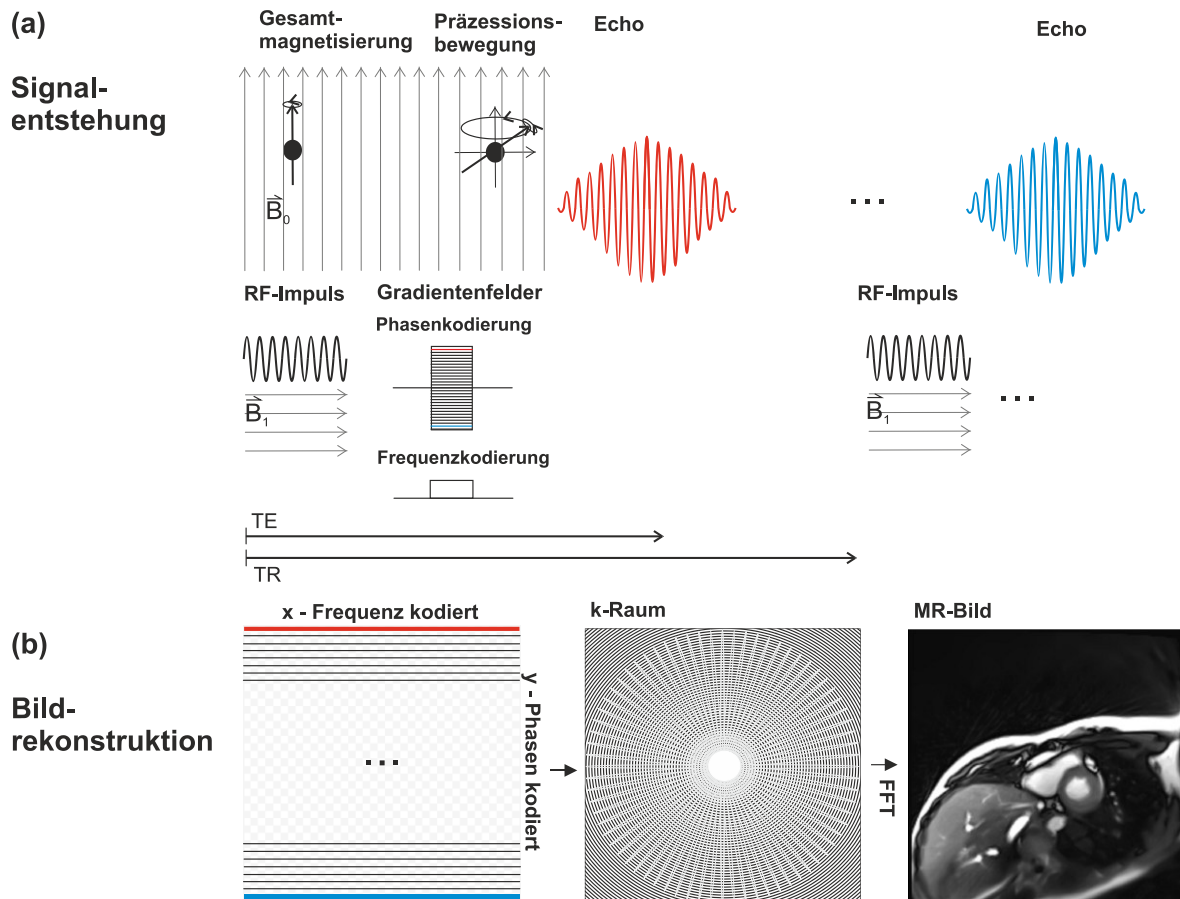 (a)
Signal-
entstehung
Gesamt-
magnetisierung
Präzessions-
bewegung
Echo
Echo
B₀
...
RF-Impuls
Gradientenfelder
RF-Impuls
Phasenkodierung
B₁
B₁
...
Frequenzkodierung
TE
TR
(b)
Bild-
rekonstruktion
x - Frequenz kodiert
y - Phasen kodiert
...
k-Raum
FFT
MR-Bild